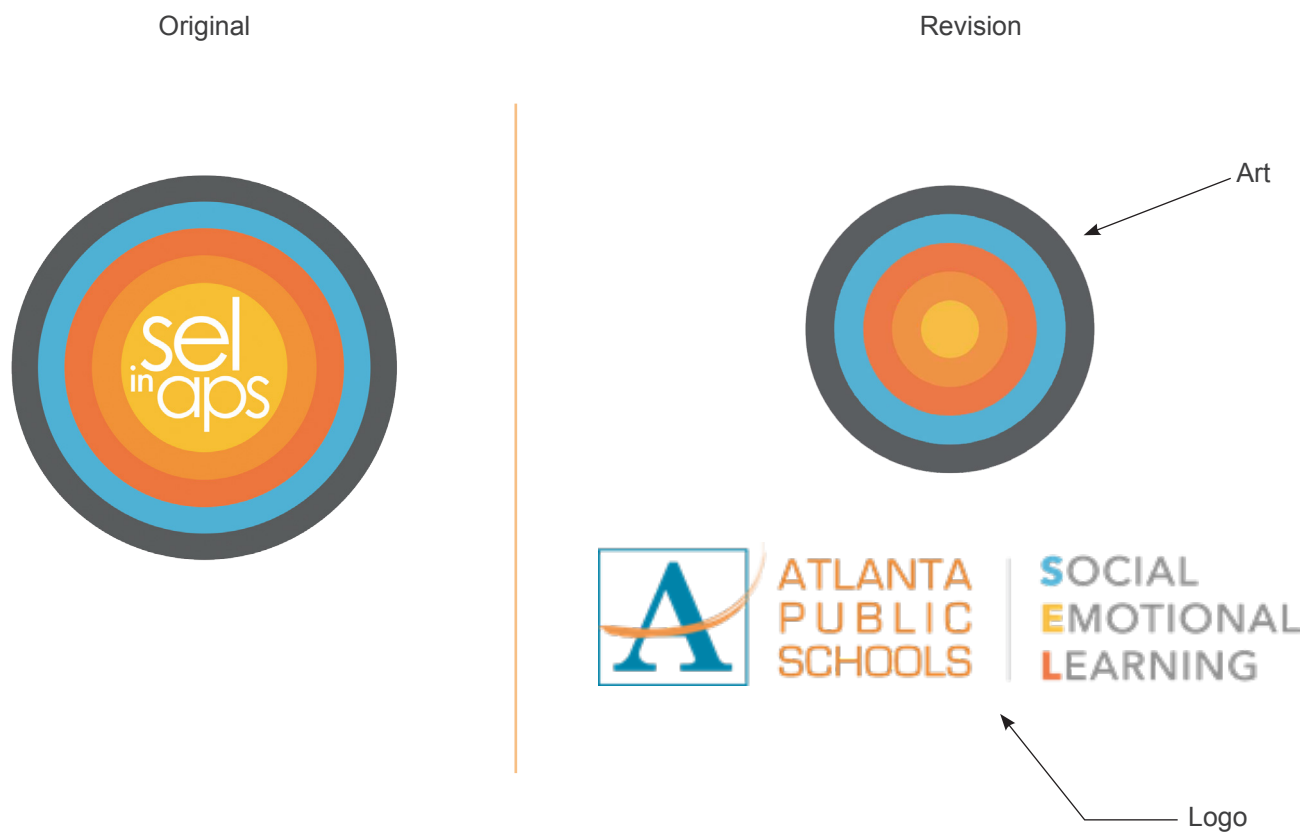 Original
Revision
Art
sel
in aps
ATLANTA
PUBLIC
SCHOOLS
SOCIAL
EMOTIONAL
LEARNING
Logo